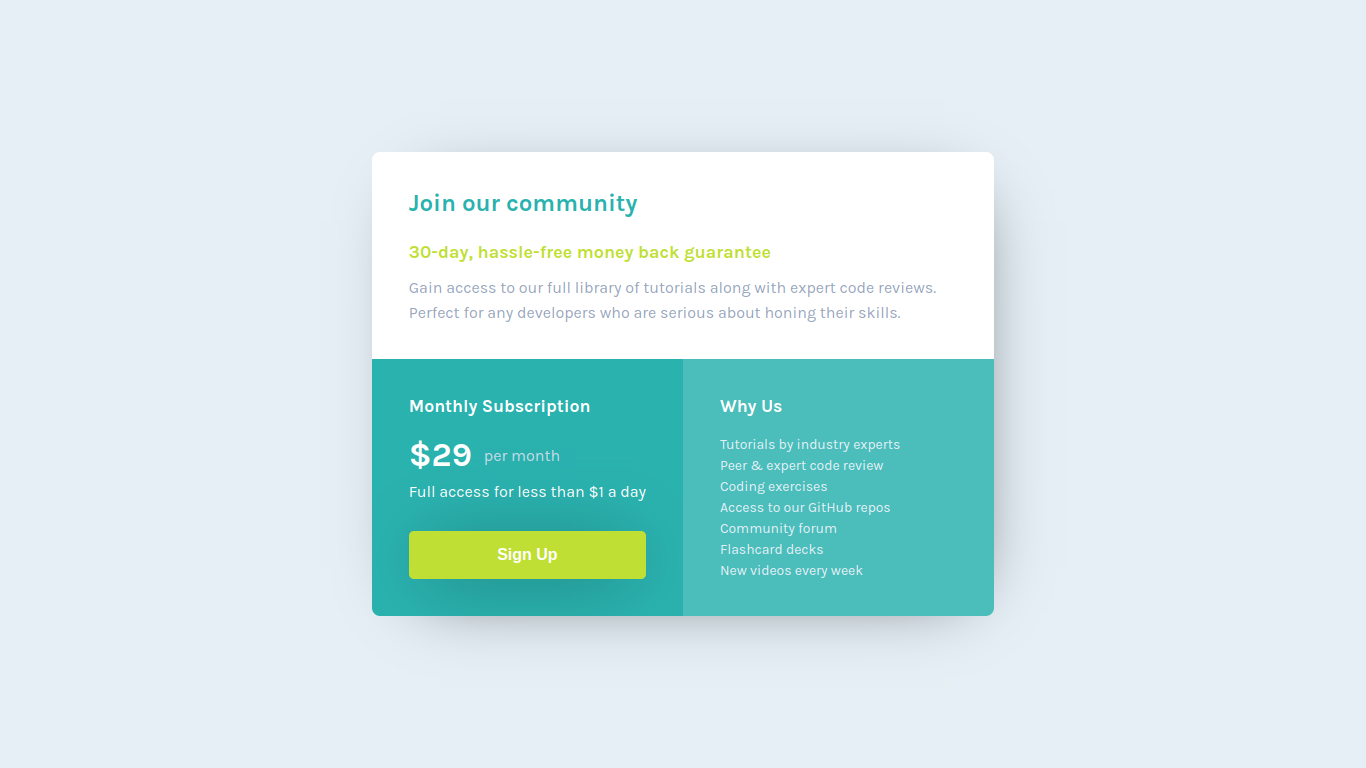 Join our community
30-day, hassle-free money back guarantee
Gain access to our full library of tutorials along with expert code reviews.
Perfect for any developers who are serious about honing their skills.
Monthly Subscription
$29 per month
Full access for less than $1 a day
Sign Up
Why Us
Tutorials by industry experts
Peer & expert code review
Coding exercises
Access to our GitHub repos
Community forum
Flashcard decks
New videos every week